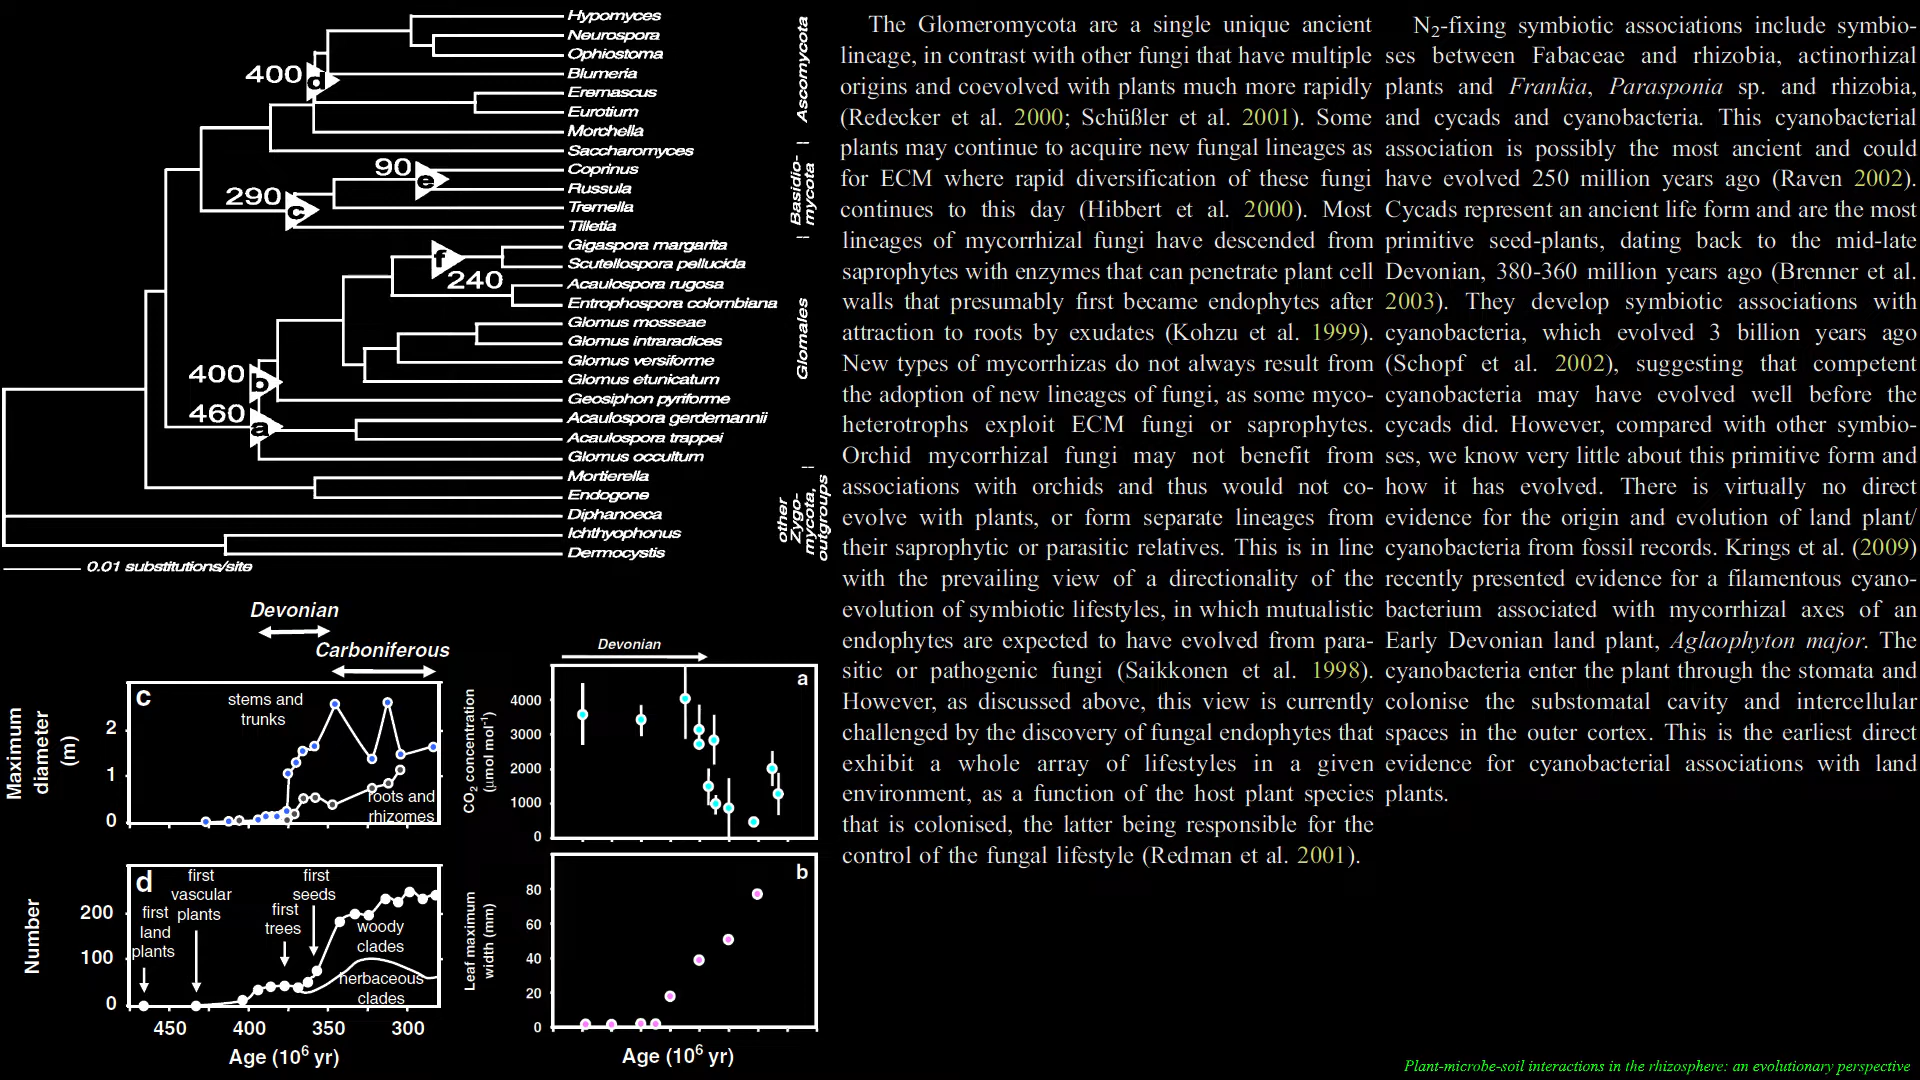 Hypomyces
Neurospora
Ophiostoma
400
d
Blumeria
Eremascus
Eurotium
Morchella
Saccharomyces
Ascomycota
90
e
Coprinus
Russula
290
c
Tremella
Tilletia
Basidio-
mycota
f
240
Gigaspora margarita
Scutellospora pellucida
Acaulospora rugosa
Entrophospora colombiana
Glomus mosseae
Glomus intraradices
Glomus versiforme
Glomus etunicatum
400
b
Geosiphon pyriforme
460
a
Acaulospora gerdemannii
Acaulospora trappei
Glomus occultum
Glomales
Mortierella
Endogone
Diphanoeca
Ichthyophonus
Dermocystis
other
Zygo-
mycota,
outgroups
0.01 substitutions/site
Devonian
Carboniferous
c
stems and
trunks
roots and
rhizomes
Maximum
diameter
(m)
2
1
0
d
first
land
plants
first
vascular
plants
first
trees
first
seeds
woody
clades
herbaceous
clades
Number
200
100
0
450
400
350
300
Age (10⁶ yr)
Devonian
a
CO₂ concentration
(µmol mol⁻¹)
4000
3000
2000
1000
0
b
Leaf maximum
width (mm)
80
60
40
20
0
Age (10⁶ yr)
The Glomeromycota are a single unique ancient
lineage, in contrast with other fungi that have multiple
origins and coevolved with plants much more rapidly
(Redecker et al. 2000; Schüßler et al. 2001). Some
plants may continue to acquire new fungal lineages as
for ECM where rapid diversification of these fungi
continues to this day (Hibbert et al. 2000). Most
lineages of mycorrhizal fungi have descended from
saprophytes with enzymes that can penetrate plant cell
walls that presumably first became endophytes after
attraction to roots by exudates (Kohzu et al. 1999).
New types of mycorrhizas do not always result from
the adoption of new lineages of fungi, as some myco-
heterotrophs exploit ECM fungi or saprophytes.
Orchid mycorrhizal fungi may not benefit from
associations with orchids and thus would not co-
evolve with plants, or form separate lineages from
their saprophytic or parasitic relatives. This is in line
with the prevailing view of a directionality of the
evolution of symbiotic lifestyles, in which mutualistic
endophytes are expected to have evolved from para-
sitic or pathogenic fungi (Saikkonen et al. 1998).
However, as discussed above, this view is currently
challenged by the discovery of fungal endophytes that
exhibit a whole array of lifestyles in a given
environment, as a function of the host plant species
that is colonised, the latter being responsible for the
control of the fungal lifestyle (Redman et al. 2001).
N₂-fixing symbiotic associations include symbio-
ses between Fabaceae and rhizobia, actinorhizal
plants and Frankia, Parasponia sp. and rhizobia,
and cycads and cyanobacteria. This cyanobacterial
association is possibly the most ancient and could
have evolved 250 million years ago (Raven 2002).
Cycads represent an ancient life form and are the most
primitive seed-plants, dating back to the mid-late
Devonian, 380-360 million years ago (Brenner et al.
2003). They develop symbiotic associations with
cyanobacteria, which evolved 3 billion years ago
(Schopf et al. 2002), suggesting that competent
cyanobacteria may have evolved well before the
cycads did. However, compared with other symbio-
ses, we know very little about this primitive form and
how it has evolved. There is virtually no direct
evidence for the origin and evolution of land plant/
cyanobacteria from fossil records. Krings et al. (2009)
recently presented evidence for a filamentous cyano-
bacterium associated with mycorrhizal axes of an
Early Devonian land plant, Aglaophyton major. The
cyanobacteria enter the plant through the stomata and
colonise the substomatal cavity and intercellular
spaces in the outer cortex. This is the earliest direct
evidence for cyanobacterial associations with land
plants.
Plant-microbe-soil interactions in the rhizosphere: an evolutionary perspective